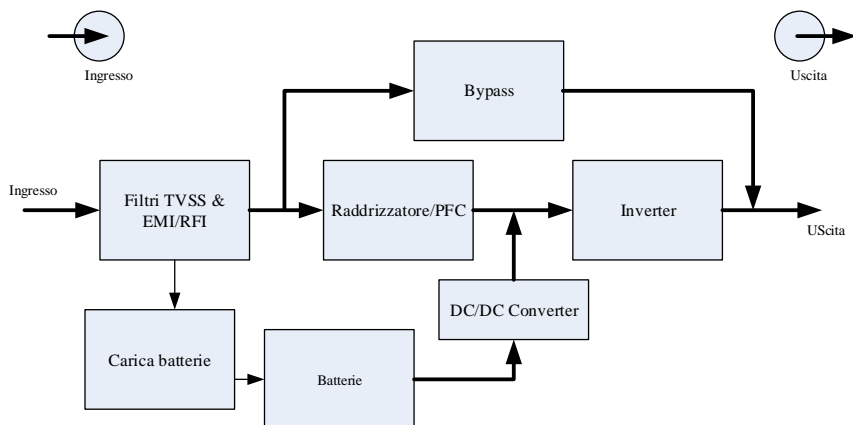 Ingresso
Uscita
Bypass
Ingresso
Filtri TVSS &
EMI/RFI
Raddrizzatore/PFC
Inverter
UScita
DC/DC Converter
Carica batterie
Batterie